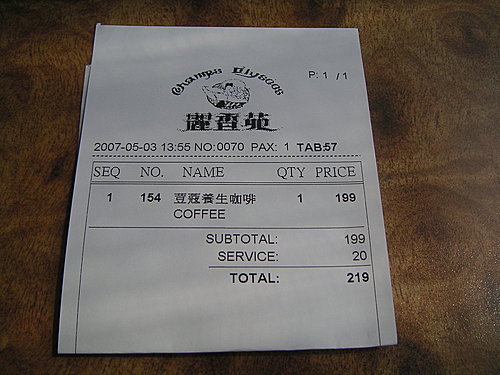 Champs Elysees
P: 1 / 1
麗香苑
2007-05-03 13:55 NO:0070 PAX: 1 TAB:57
SEQ NO. NAME QTY PRICE
1 154 荳蔻養生咖啡 1 199
COFFEE
SUBTOTAL: 199
SERVICE: 20
TOTAL: 219